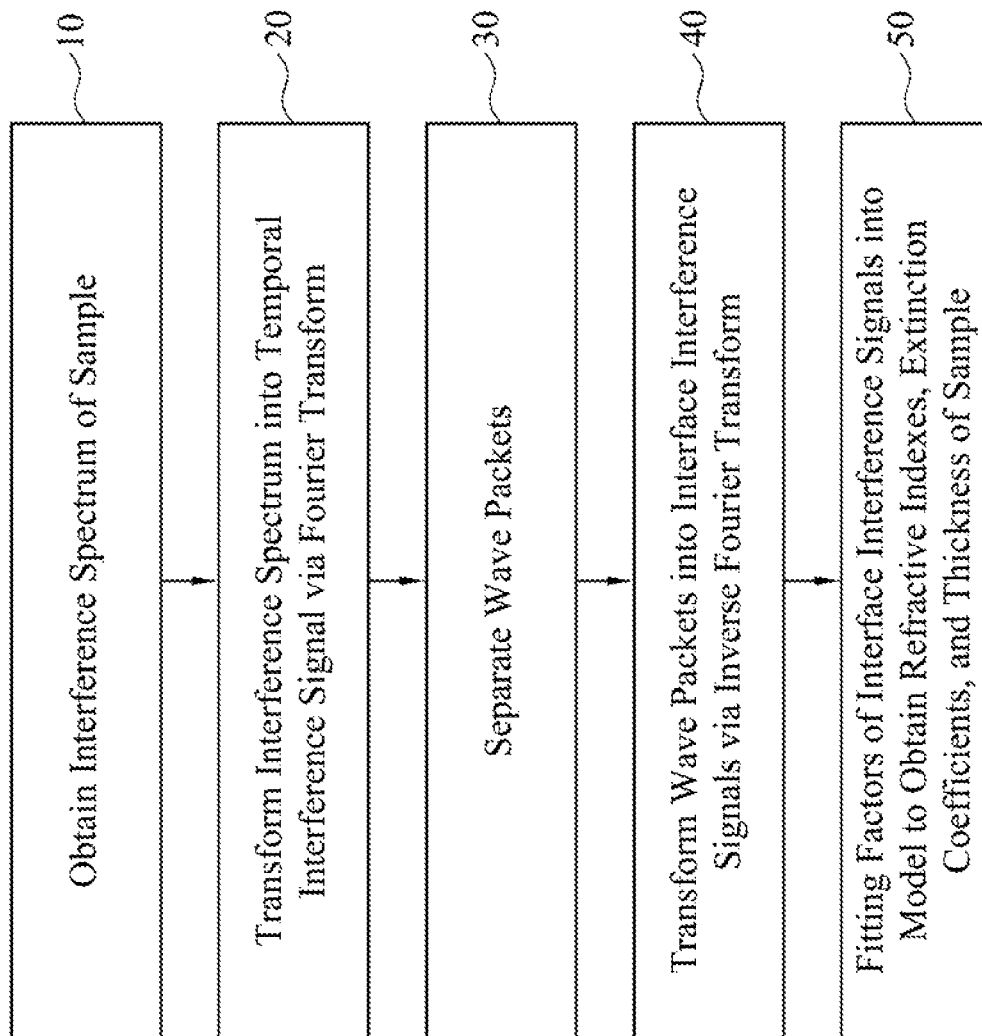 10
Obtain Interference Spectrum of Sample
20
Transform Interference Spectrum into Temporal
Interference Signal via Fourier Transform
30
Separate Wave Packets
40
Transform Wave Packets into Interface Interference
Signals via Inverse Fourier Transform
50
Fitting Factors of Interface Interference Signals into
Model to Obtain Refractive Indexes, Extinction
Coefficients, and Thickness of Sample